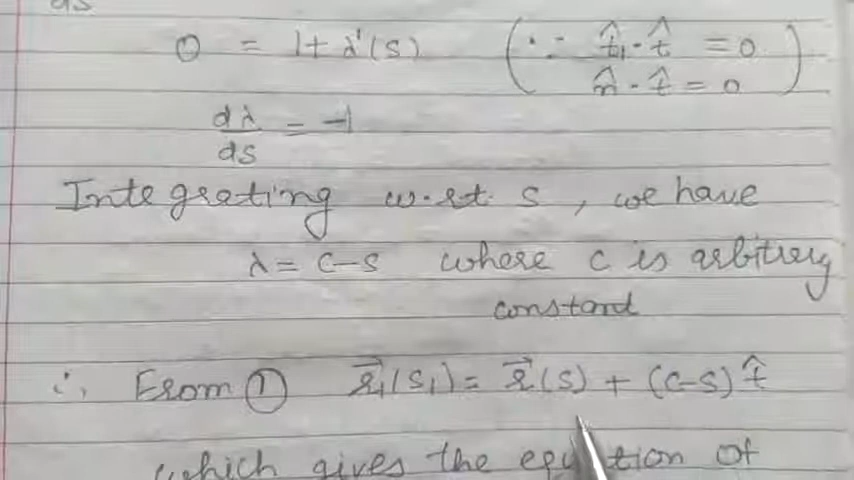 ds
0 = 1 + λ'(s) (∵ t̂₁·t̂ = 0
n̂·t̂ = 0)
dλ/ds = -1
Integrating w.r.t. s, we have
λ = c-s where c is arbitrary
constant
∴ From ① r⃗₁(s₁) = r⃗(s) + (c-s) t̂
which gives the equation of